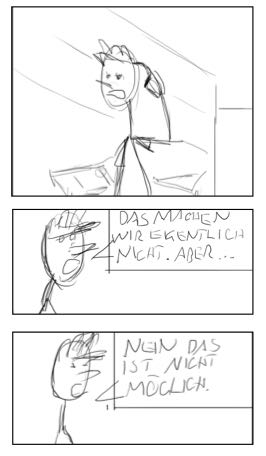 DAS MACHEN
WIR EIGENTLICH
NICHT. ABER...
NEIN DAS
IST NICHT
MÖGLICH.